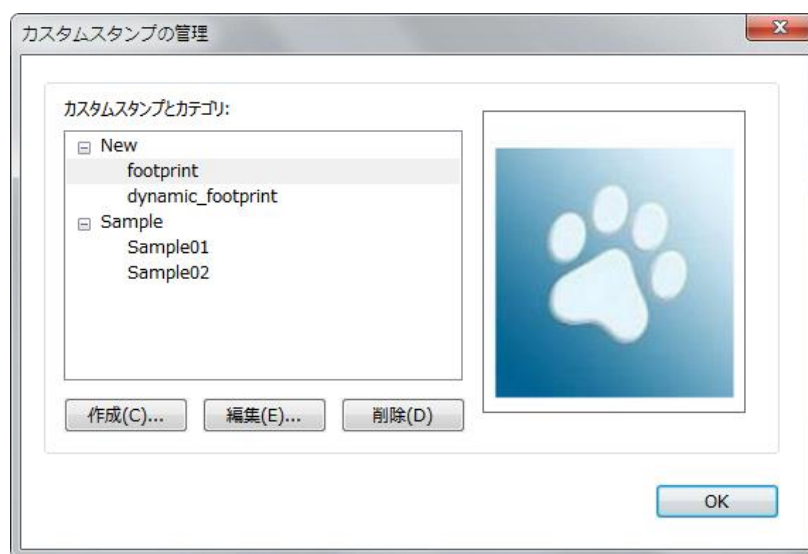 カスタムスタンプの管理
カスタムスタンプとカテゴリ:
New
footprint
dynamic_footprint
Sample
Sample01
Sample02
作成(C)... 編集(E)... 削除(D)
OK